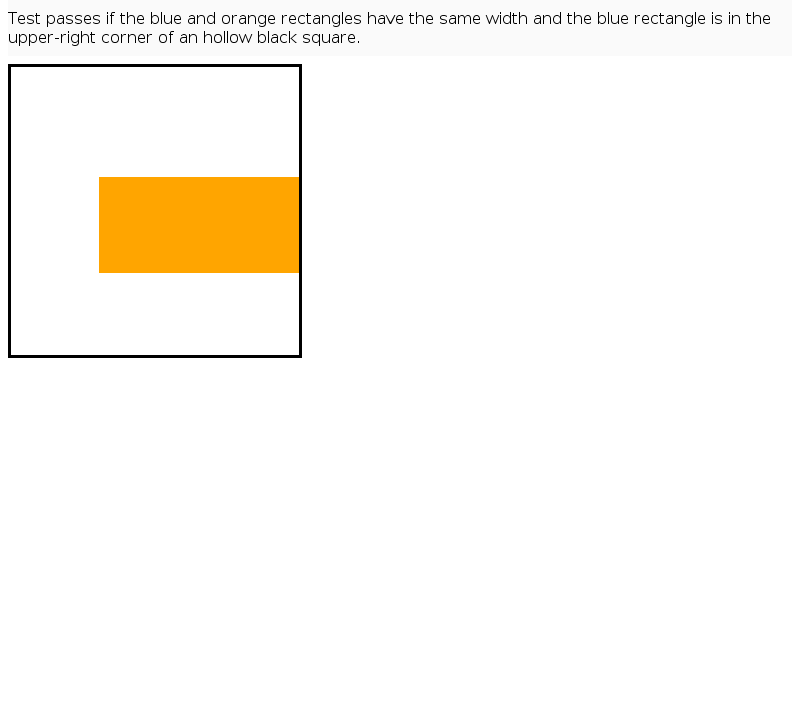 Test passes if the blue and orange rectangles have the same width and the blue rectangle is in the
upper-right corner of an hollow black square.